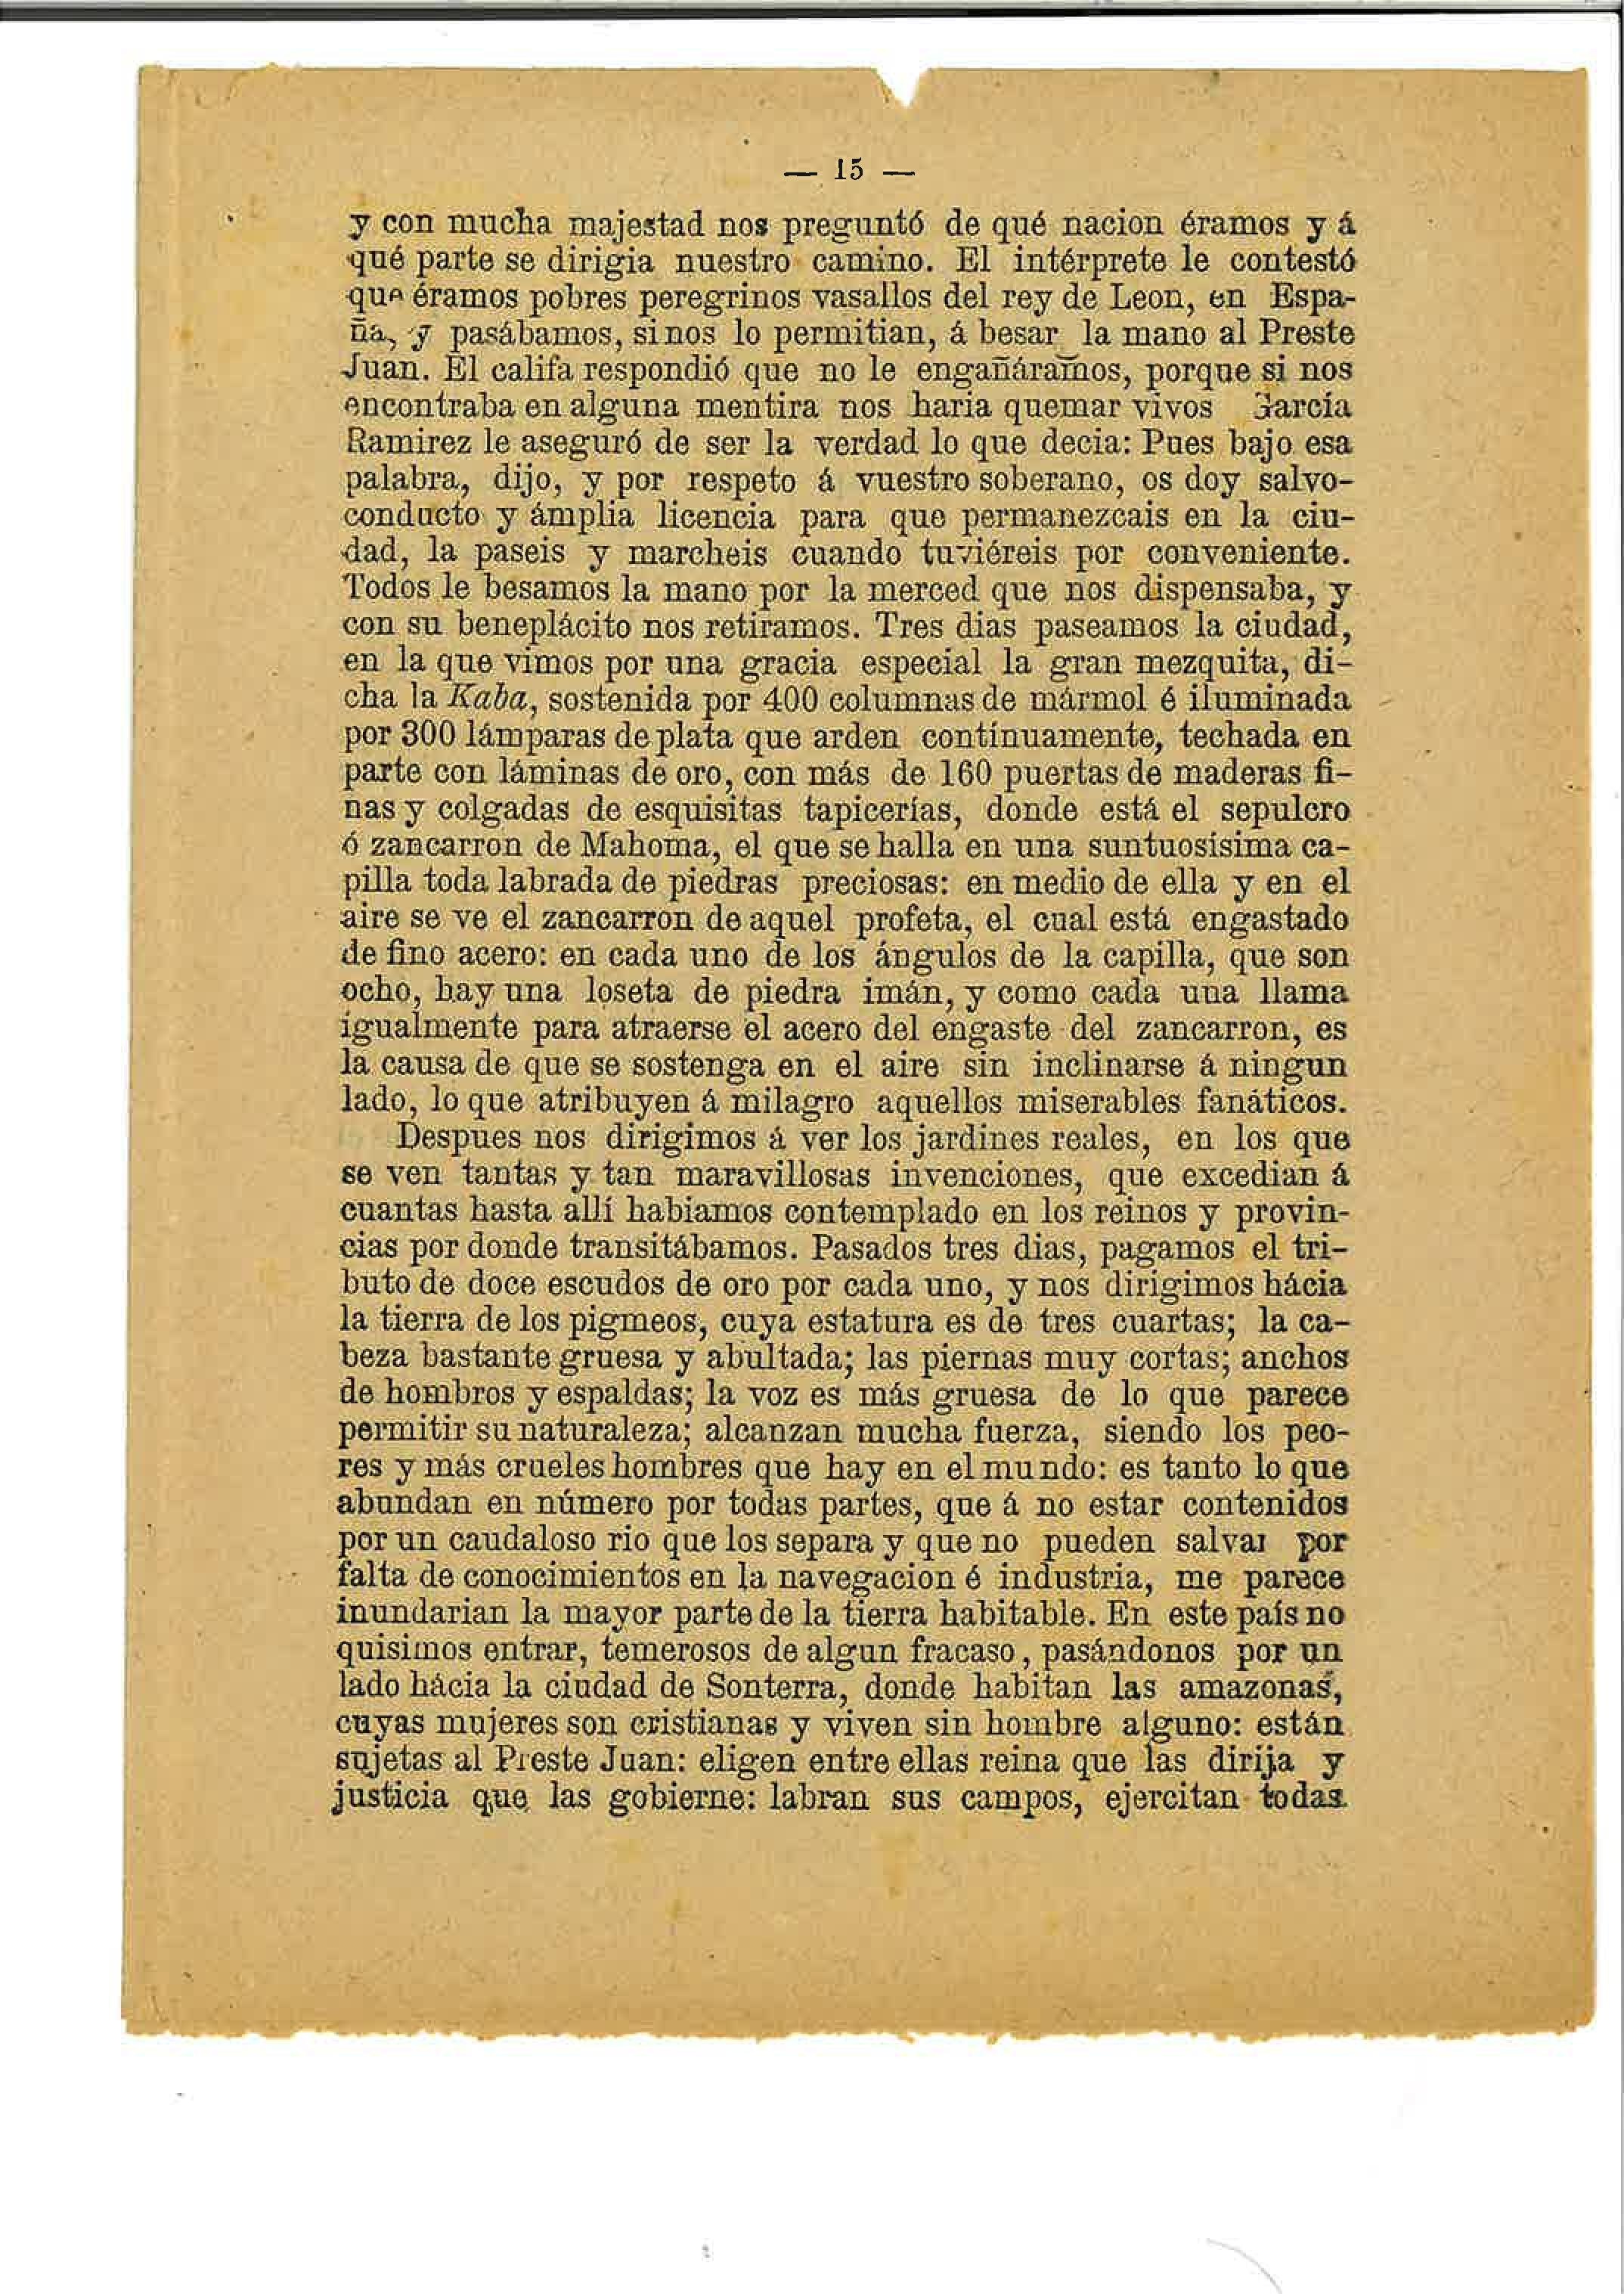 — 15 —
y con mucha majestad nos preguntó de qué nacion éramos y á
qué parte se dirigia nuestro camino. El intérprete le contestó
que éramos pobres peregrinos vasallos del rey de Leon, en Espa-
ña, y pasábamos, si nos lo permitian, á besar la mano al Preste
Juan. El califa respondió que no le engañáramos, porque si nos
encontraba en alguna mentira nos haria quemar vivos García
Ramirez le aseguró de ser la verdad lo que decia: Pues bajo esa
palabra, dijo, y por respeto á vuestro soberano, os doy salvo-
conducto y ámplia licencia para que permanezcais en la ciu-
dad, la paseis y marcheis cuando tuviéreis por conveniente.
Todos le besamos la mano por la merced que nos dispensaba, y
con su beneplácito nos retiramos. Tres dias paseamos la ciudad,
en la que vimos por una gracia especial la gran mezquita, di-
cha la Kaba, sostenida por 400 columnas de mármol é iluminada
por 300 lámparas de plata que arden contínuamente, techada en
parte con láminas de oro, con más de 160 puertas de maderas fi-
nas y colgadas de esquisitas tapicerías, donde está el sepulcro
ó zancarron de Mahoma, el que se halla en una suntuosísima ca-
pilla toda labrada de piedras preciosas: en medio de ella y en el
aire se ve el zancarron de aquel profeta, el cual está engastado
de fino acero: en cada uno de los ángulos de la capilla, que son
ocho, hay una loseta de piedra imán, y como cada una llama
igualmente para atraerse el acero del engaste del zancarron, es
la causa de que se sostenga en el aire sin inclinarse á ningun
lado, lo que atribuyen á milagro aquellos miserables fanáticos.
Despues nos dirigimos á ver los jardines reales, en los que
se ven tantas y tan maravillosas invenciones, que excedian á
cuantas hasta allí habiamos contemplado en los reinos y provin-
cias por donde transitábamos. Pasados tres dias, pagamos el tri-
buto de doce escudos de oro por cada uno, y nos dirigimos hácia
la tierra de los pigmeos, cuya estatura es de tres cuartas; la ca-
beza bastante gruesa y abultada; las piernas muy cortas; anchos
de hombros y espaldas; la voz es más gruesa de lo que parece
permitir su naturaleza; alcanzan mucha fuerza, siendo los peo-
res y más crueles hombres que hay en el mundo: es tanto lo que
abundan en número por todas partes, que á no estar contenidos
por un caudaloso rio que los separa y que no pueden salvar por
falta de conocimientos en la navegacion é industria, me parece
inundarian la mayor parte de la tierra habitable. En este país no
quisimos entrar, temerosos de algun fracaso, pasándonos por un
lado hácia la ciudad de Sonterra, donde habitan las amazonas,
cuyas mujeres son cristianas y viven sin hombre alguno: están
sujetas al Preste Juan: eligen entre ellas reina que las dirija y
justicia que las gobierne: labran sus campos, ejercitan todas